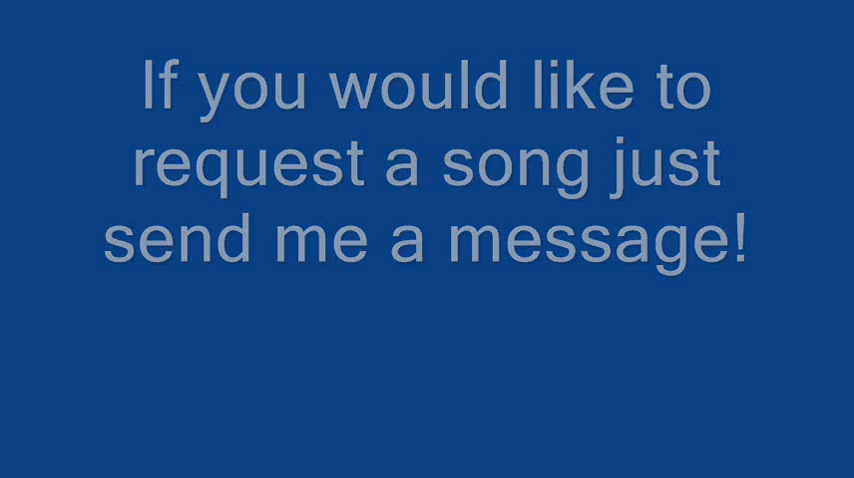 If you would like to
request a song just
send me a message!